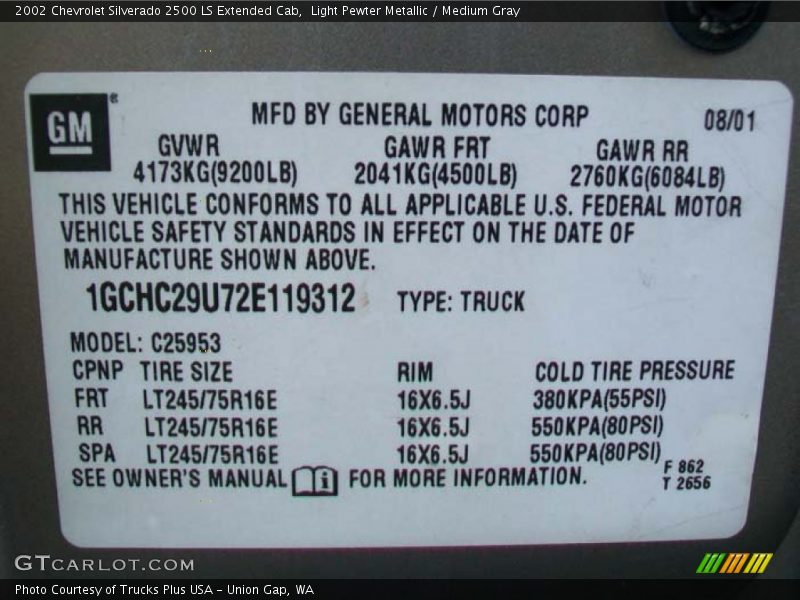 2002 Chevrolet Silverado 2500 LS Extended Cab, Light Pewter Metallic / Medium Gray
GM®
MFD BY GENERAL MOTORS CORP 08/01
GVWR GAWR FRT GAWR RR
4173KG(9200LB) 2041KG(4500LB) 2760KG(6084LB)
THIS VEHICLE CONFORMS TO ALL APPLICABLE U.S. FEDERAL MOTOR
VEHICLE SAFETY STANDARDS IN EFFECT ON THE DATE OF
MANUFACTURE SHOWN ABOVE.
1GCHC29U72E119312 TYPE: TRUCK
MODEL: C25953
CPNP TIRE SIZE RIM COLD TIRE PRESSURE
FRT LT245/75R16E 16X6.5J 380KPA(55PSI)
RR LT245/75R16E 16X6.5J 550KPA(80PSI)
SPA LT245/75R16E 16X6.5J 550KPA(80PSI)
SEE OWNER'S MANUAL i FOR MORE INFORMATION.
F 862
T 2656
GTCARLOT.COM
Photo Courtesy of Trucks Plus USA - Union Gap, WA